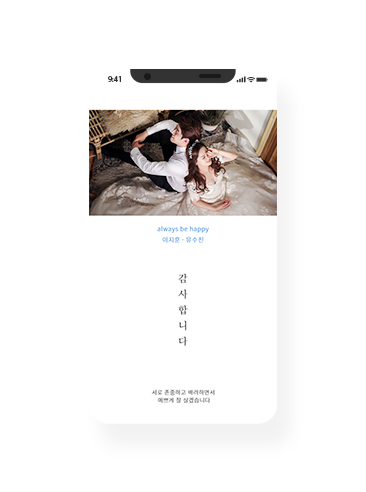 9:41
always be happy
이지훈 · 유수진
감
사
합
니
다
서로 존중하고 배려하면서
예쁘게 잘 살겠습니다